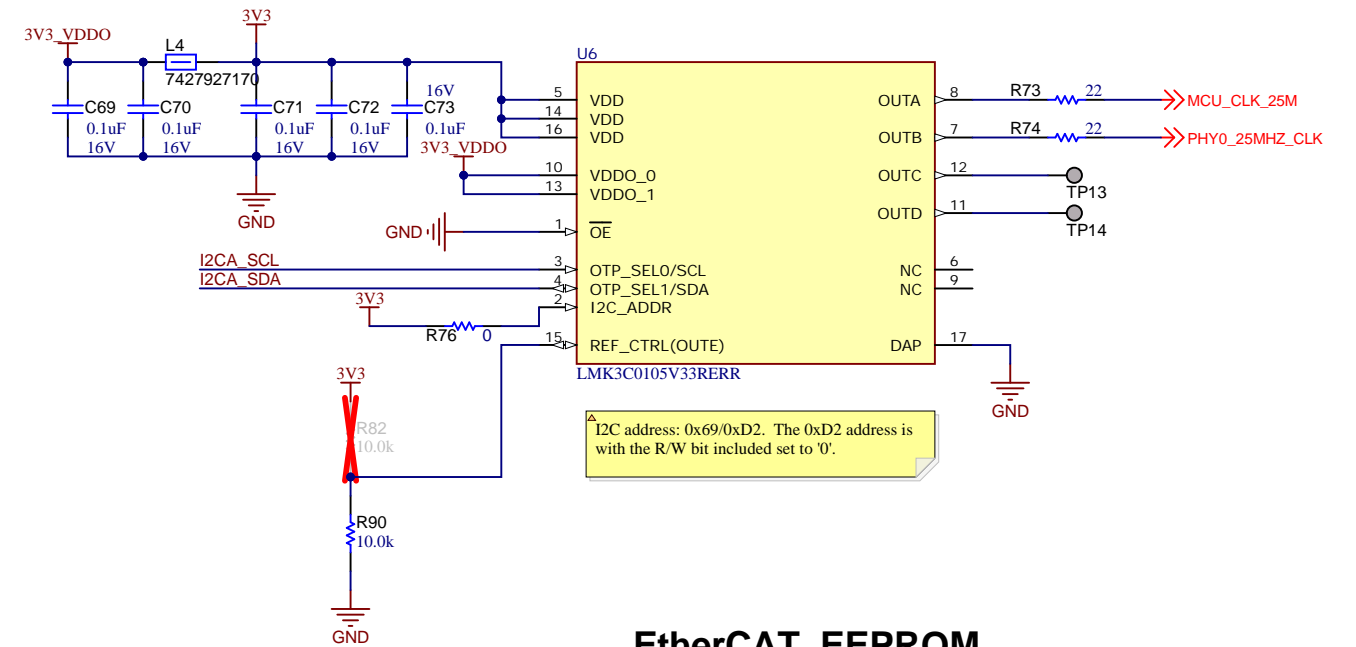 3V3
3V3_VDDO
L4
7427927170
C69
0.1uF
16V
C70
0.1uF
16V
C71
0.1uF
16V
C72
0.1uF
16V
16V
C73
0.1uF
GND
3V3_VDDO
GND
I2CA_SCL
I2CA_SDA
3V3
R76 0
U6
5 VDD
14 VDD
16 VDD
10 VDDO_0
13 VDDO_1
1 OE
3 OTP_SEL0/SCL
4 OTP_SEL1/SDA
2 I2C_ADDR
15 REF_CTRL(OUTE)
OUTA 8
OUTB 7
OUTC 12
OUTD 11
NC 6
NC 9
DAP 17
LMK3C0105V33RERR
R73 22 MCU_CLK_25M
R74 22 PHY0_25MHZ_CLK
TP13
TP14
GND
3V3
R82
10.0k
R90
10.0k
GND
I2C address: 0x69/0xD2. The 0xD2 address is
with the R/W bit included set to '0'.
EtherCAT EEPROM